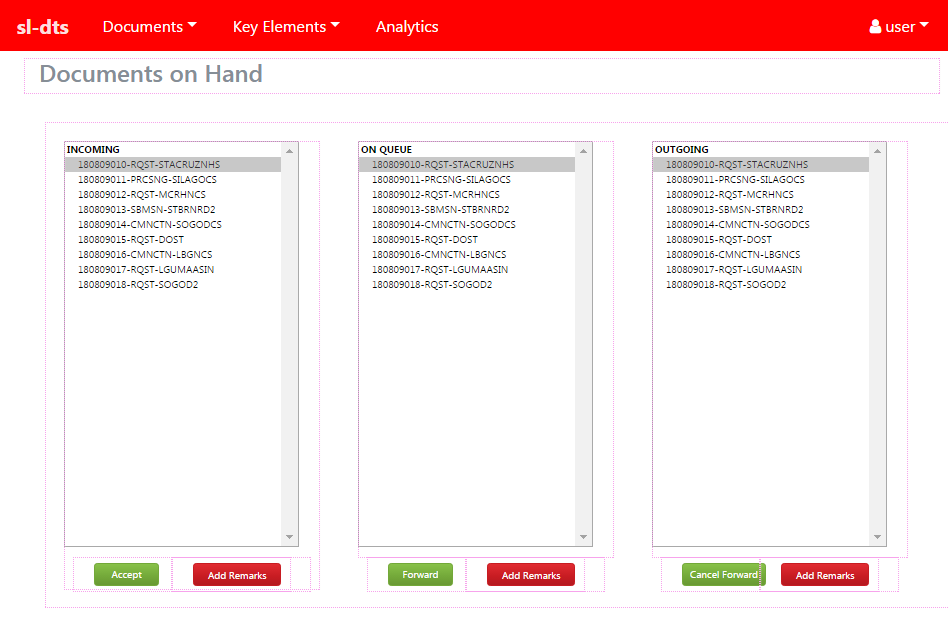 sl-dts Documents Key Elements Analytics user
Documents on Hand
INCOMING
180809010-RQST-STACRUZNHS
180809011-PRCSNG-SILAGOCS
180809012-RQST-MCRHNCS
180809013-SBMSN-STBRNRD2
180809014-CMNCTN-SOGODCS
180809015-RQST-DOST
180809016-CMNCTN-LBGNCS
180809017-RQST-LGUMAASIN
180809018-RQST-SOGOD2
Accept Add Remarks
ON QUEUE
180809010-RQST-STACRUZNHS
180809011-PRCSNG-SILAGOCS
180809012-RQST-MCRHNCS
180809013-SBMSN-STBRNRD2
180809014-CMNCTN-SOGODCS
180809015-RQST-DOST
180809016-CMNCTN-LBGNCS
180809017-RQST-LGUMAASIN
180809018-RQST-SOGOD2
Forward Add Remarks
OUTGOING
180809010-RQST-STACRUZNHS
180809011-PRCSNG-SILAGOCS
180809012-RQST-MCRHNCS
180809013-SBMSN-STBRNRD2
180809014-CMNCTN-SOGODCS
180809015-RQST-DOST
180809016-CMNCTN-LBGNCS
180809017-RQST-LGUMAASIN
180809018-RQST-SOGOD2
Cancel Forward Add Remarks